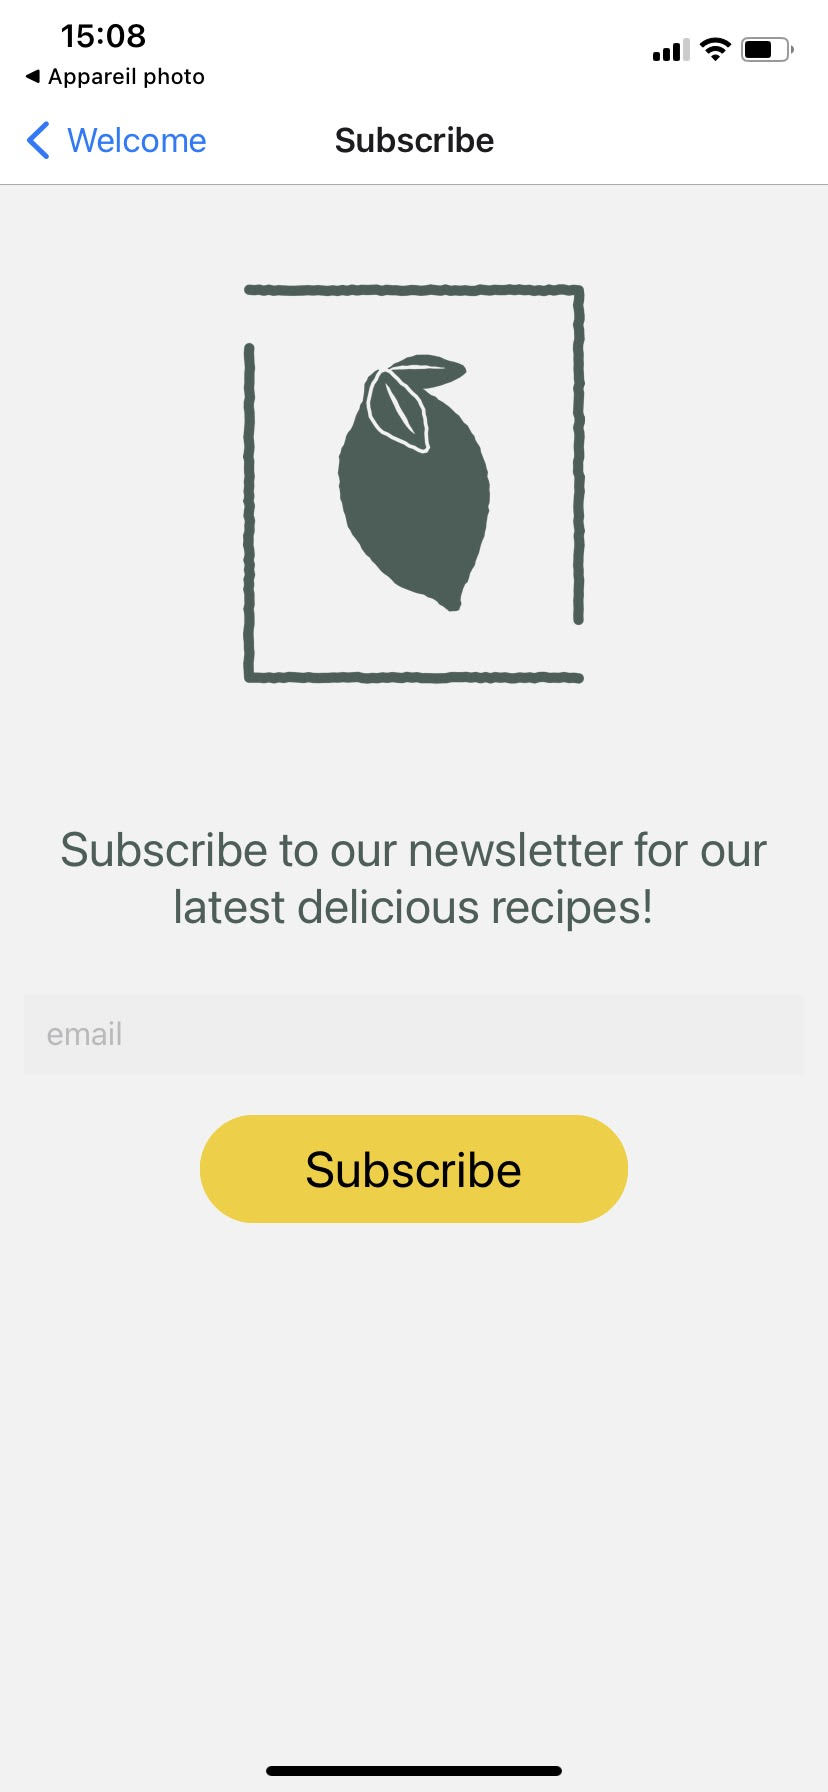 15:08
◀ Appareil photo
Welcome
Subscribe
Subscribe to our newsletter for our
latest delicious recipes!
email
Subscribe